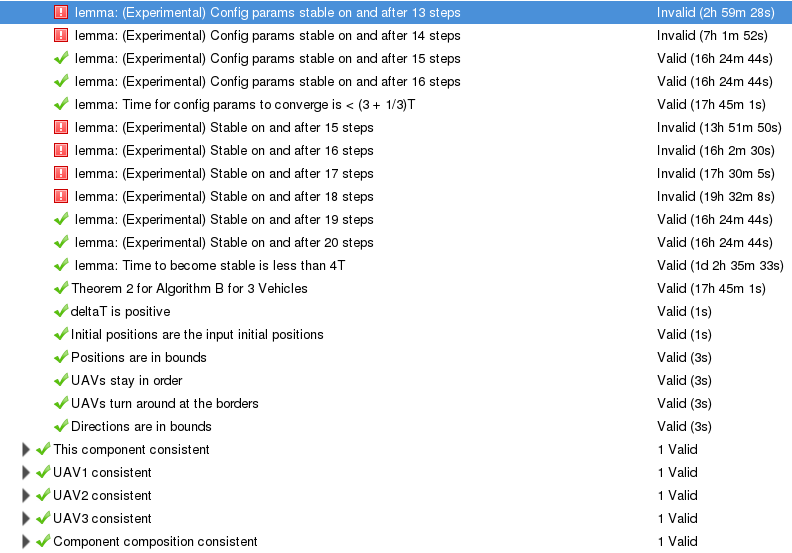 lemma: (Experimental) Config params stable on and after 13 steps Invalid (2h 59m 28s)
lemma: (Experimental) Config params stable on and after 14 steps Invalid (7h 1m 52s)
lemma: (Experimental) Config params stable on and after 15 steps Valid (16h 24m 44s)
lemma: (Experimental) Config params stable on and after 16 steps Valid (16h 24m 44s)
lemma: Time for config params to converge is < (3 + 1/3)T Valid (17h 45m 1s)
lemma: (Experimental) Stable on and after 15 steps Invalid (13h 51m 50s)
lemma: (Experimental) Stable on and after 16 steps Invalid (16h 2m 30s)
lemma: (Experimental) Stable on and after 17 steps Invalid (17h 30m 5s)
lemma: (Experimental) Stable on and after 18 steps Invalid (19h 32m 8s)
lemma: (Experimental) Stable on and after 19 steps Valid (16h 24m 44s)
lemma: (Experimental) Stable on and after 20 steps Valid (16h 24m 44s)
lemma: Time to become stable is less than 4T Valid (1d 2h 35m 33s)
Theorem 2 for Algorithm B for 3 Vehicles Valid (17h 45m 1s)
deltaT is positive Valid (1s)
Initial positions are the input initial positions Valid (1s)
Positions are in bounds Valid (3s)
UAVs stay in order Valid (3s)
UAVs turn around at the borders Valid (3s)
Directions are in bounds Valid (3s)
This component consistent 1 Valid
UAV1 consistent 1 Valid
UAV2 consistent 1 Valid
UAV3 consistent 1 Valid
Component composition consistent 1 Valid